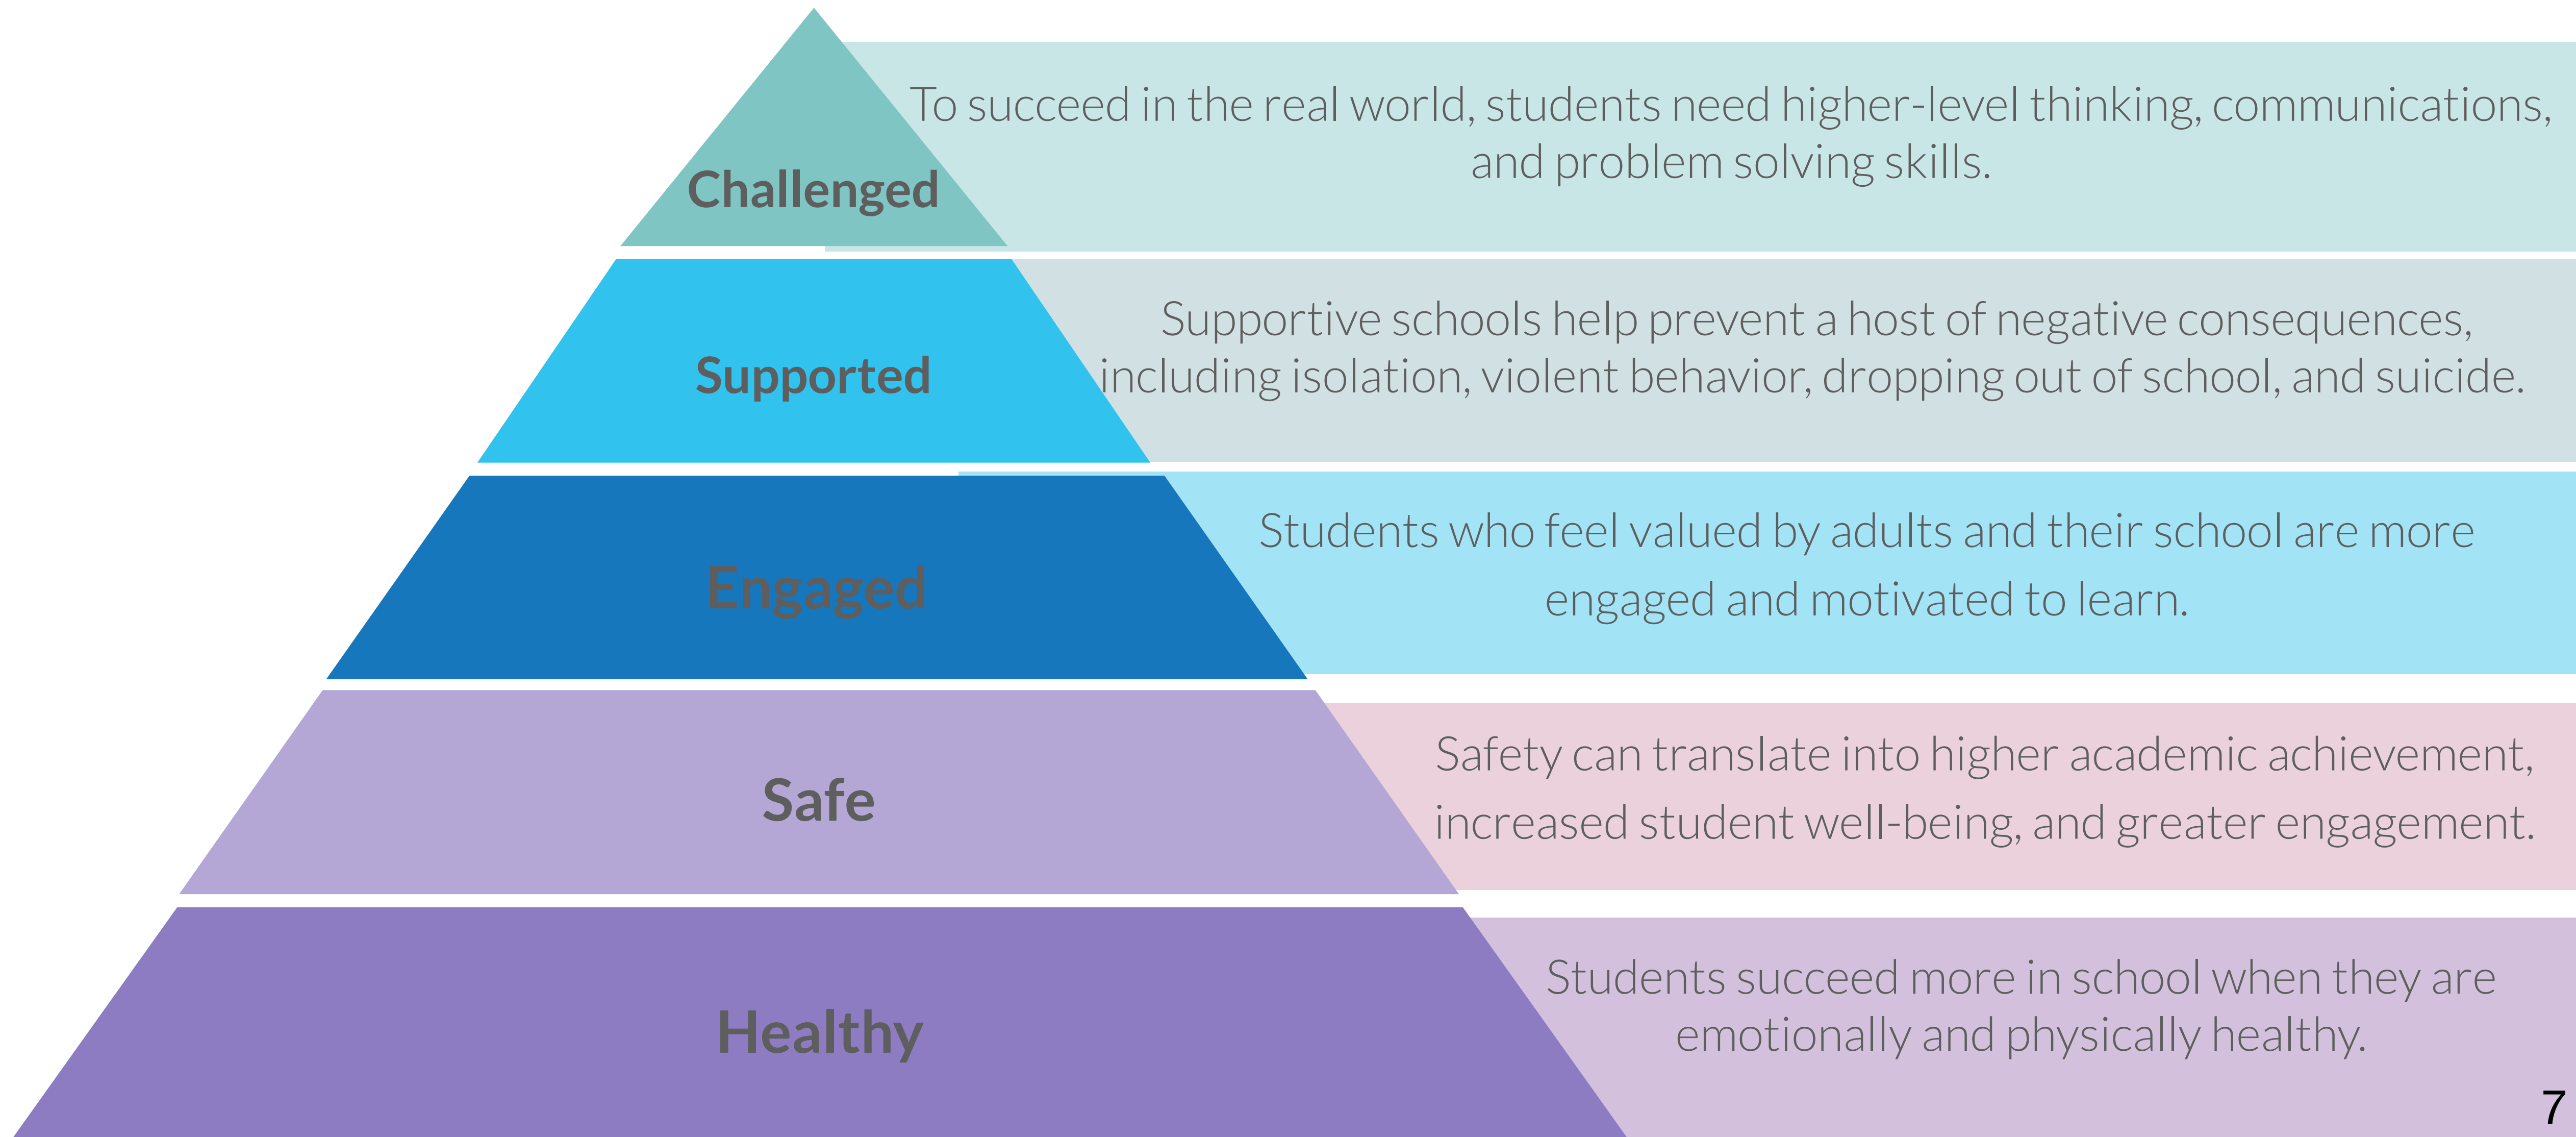 To succeed in the real world, students need higher-level thinking, communications,
and problem solving skills.
Challenged
Supportive schools help prevent a host of negative consequences,
including isolation, violent behavior, dropping out of school, and suicide.
Supported
Students who feel valued by adults and their school are more
engaged and motivated to learn.
Engaged
Safety can translate into higher academic achievement,
increased student well-being, and greater engagement.
Safe
Students succeed more in school when they are
emotionally and physically healthy.
Healthy
7